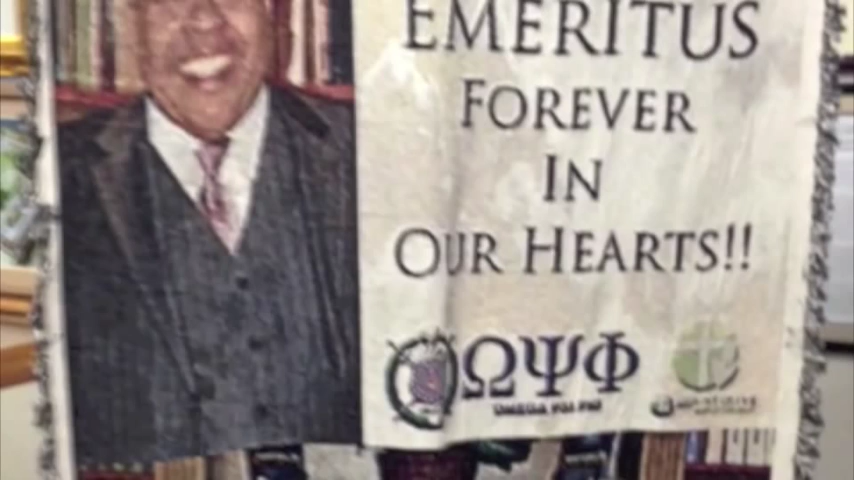 EMERITUS
FOREVER
IN
OUR HEARTS!!
ΩΨΦ
OMEGA PSI PHI